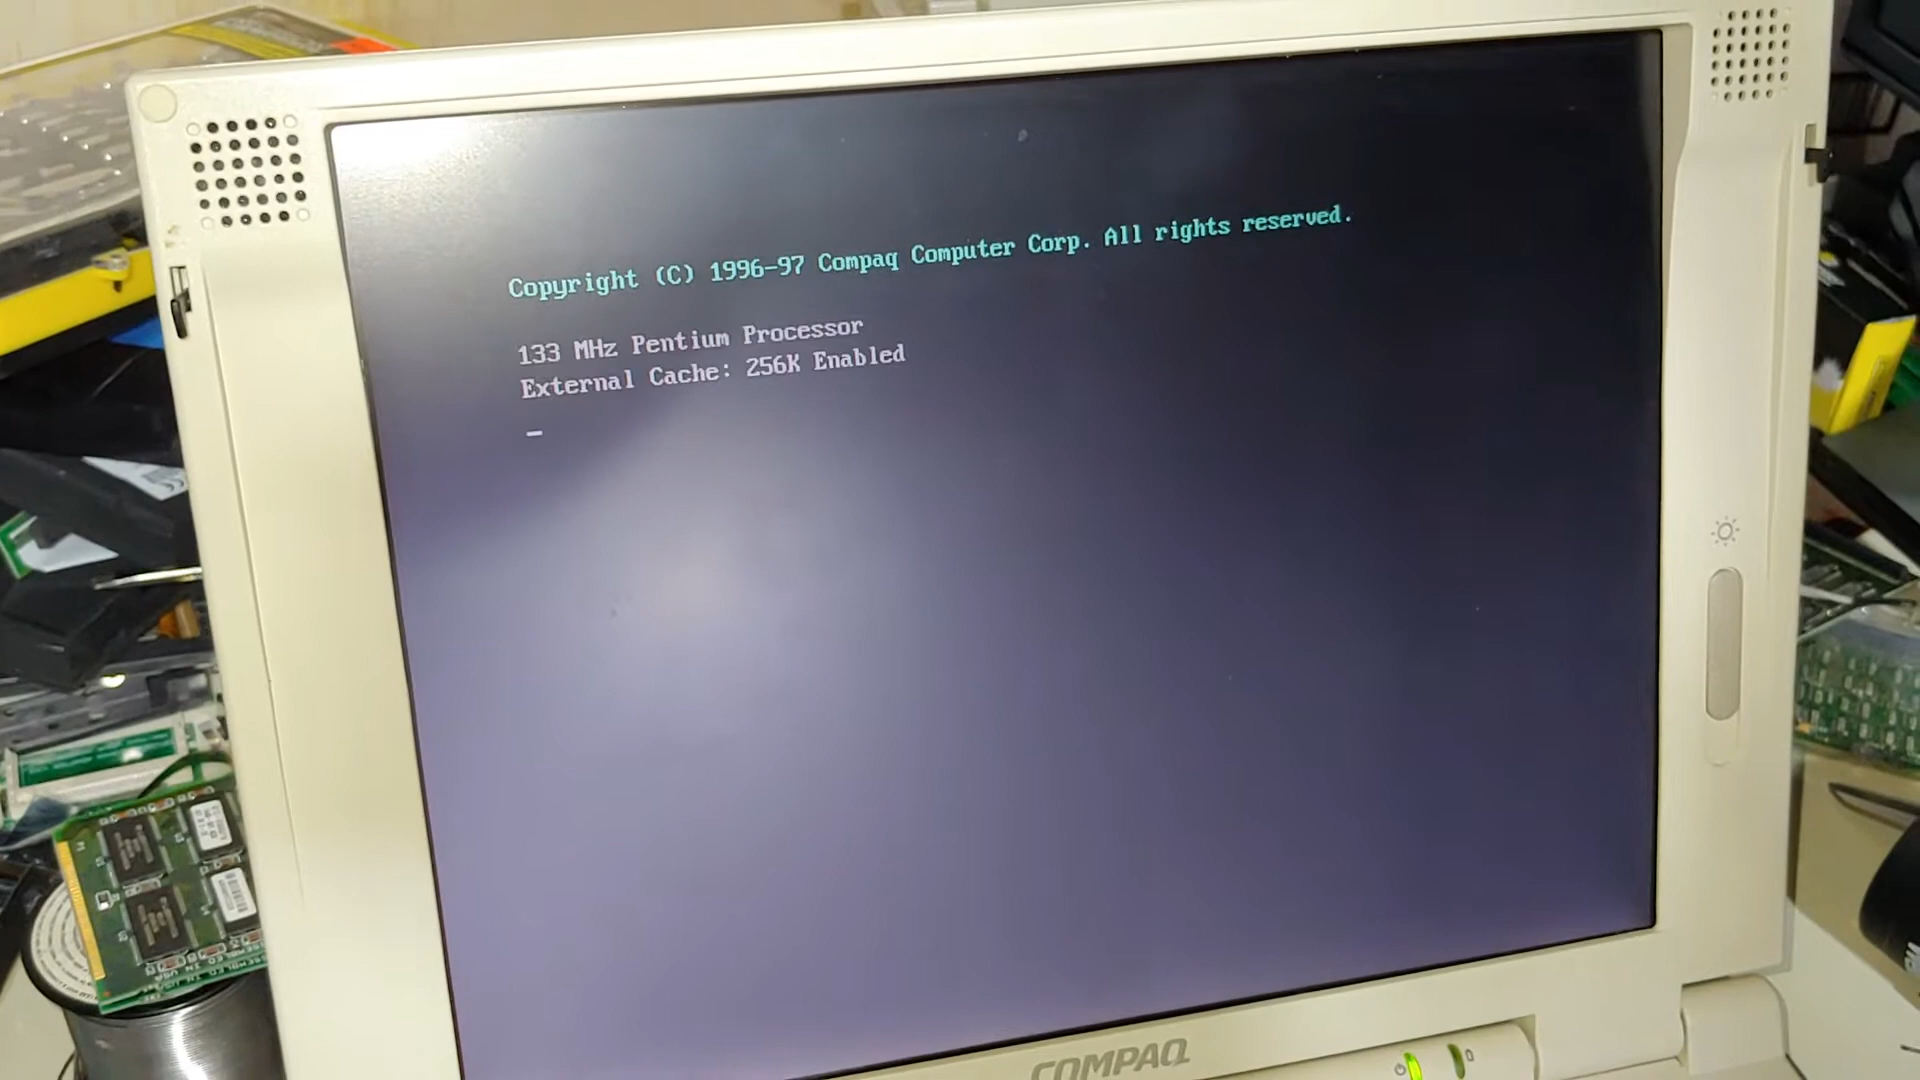 Copyright (C) 1996-97 Compaq Computer Corp. All rights reserved.
133 MHz Pentium Processor
External Cache: 256K Enabled
COMPAQ